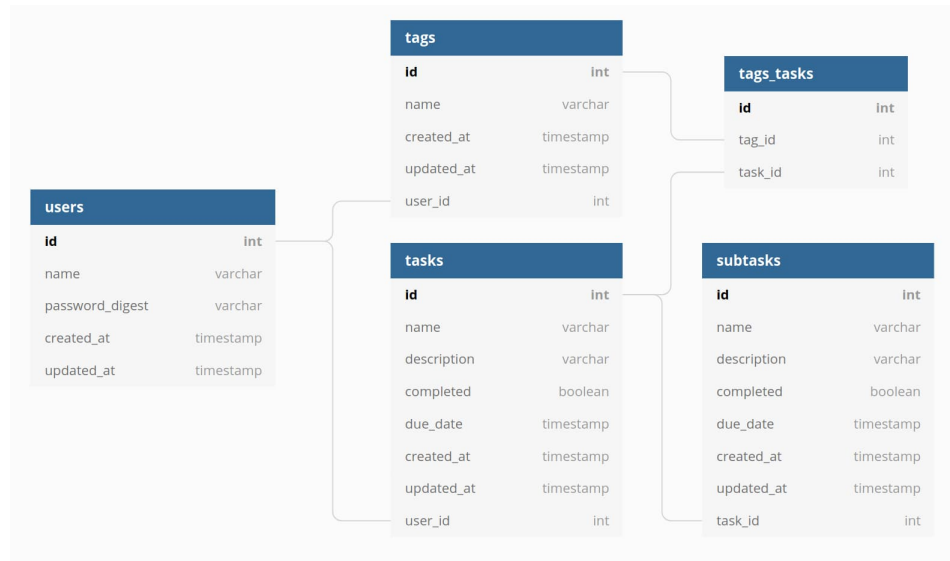 tags
id int
name varchar
created_at timestamp
updated_at timestamp
user_id int
tags_tasks
id int
tag_id int
task_id int
users
id int
name varchar
password_digest varchar
created_at timestamp
updated_at timestamp
tasks
id int
name varchar
description varchar
completed boolean
due_date timestamp
created_at timestamp
updated_at timestamp
user_id int
subtasks
id int
name varchar
description varchar
completed boolean
due_date timestamp
created_at timestamp
updated_at timestamp
task_id int